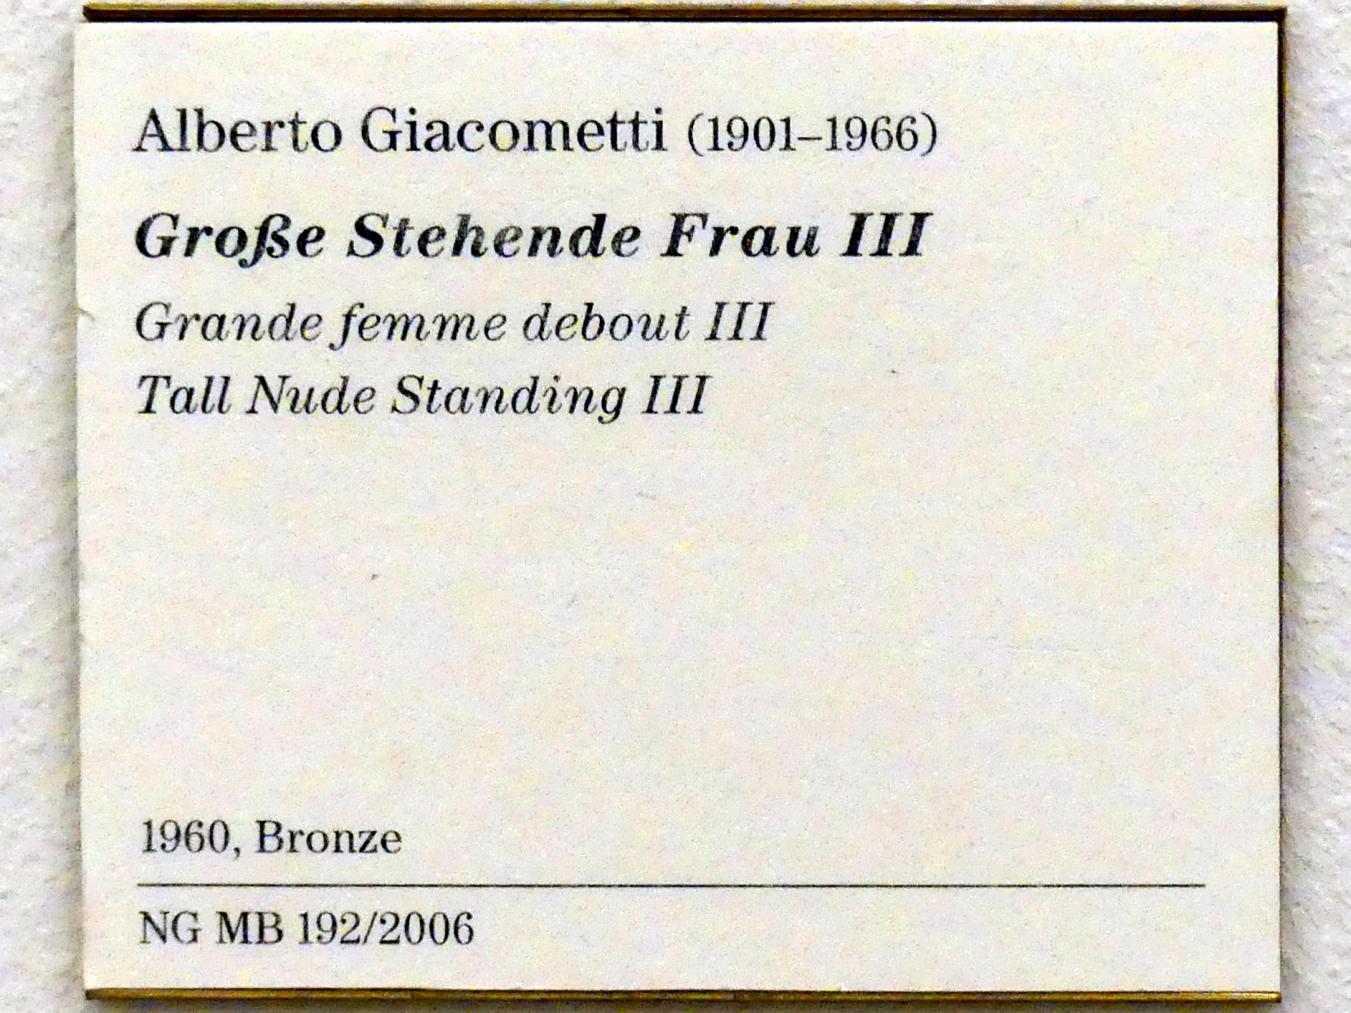 Alberto Giacometti (1901–1966)
Große Stehende Frau III
Grande femme debout III
Tall Nude Standing III
1960, Bronze
NG MB 192/2006